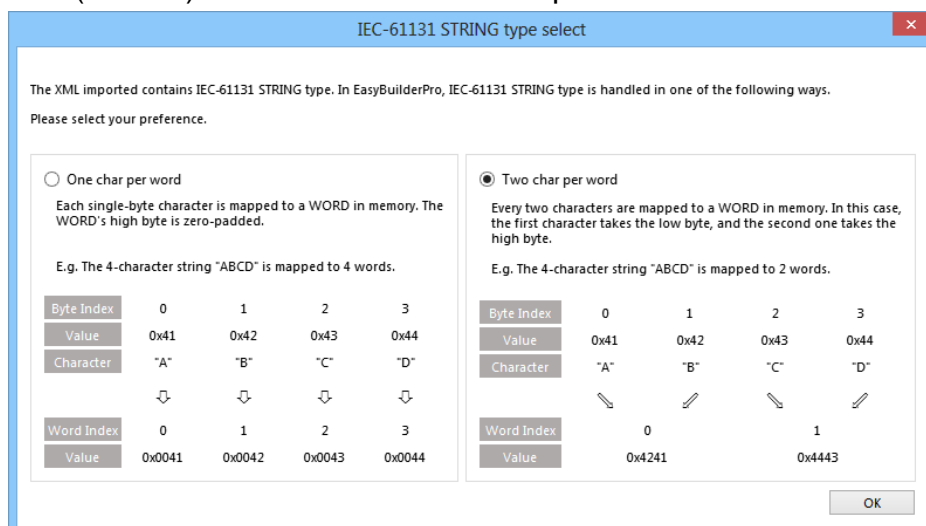 IEC-61131 STRING type select
The XML imported contains IEC-61131 STRING type. In EasyBuilderPro, IEC-61131 STRING type is handled in one of the following ways.
Please select your preference.
One char per word
Each single-byte character is mapped to a WORD in memory. The
WORD's high byte is zero-padded.
E.g. The 4-character string "ABCD" is mapped to 4 words.
Byte Index 0 1 2 3
Value 0x41 0x42 0x43 0x44
Character "A" "B" "C" "D"
Word Index 0 1 2 3
Value 0x0041 0x0042 0x0043 0x0044
Two char per word
Every two characters are mapped to a WORD in memory. In this case,
the first character takes the low byte, and the second one takes the
high byte.
E.g. The 4-character string "ABCD" is mapped to 2 words.
Byte Index 0 1 2 3
Value 0x41 0x42 0x43 0x44
Character "A" "B" "C" "D"
Word Index 0 1
Value 0x4241 0x4443
OK